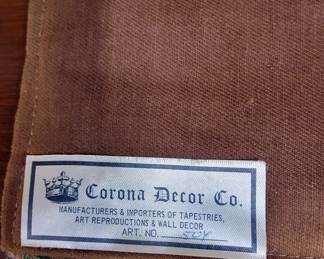 Corona Decor Co.
MANUFACTURERS & IMPORTERS OF TAPESTRIES,
ART REPRODUCTIONS & WALL DECOR
ART. NO.